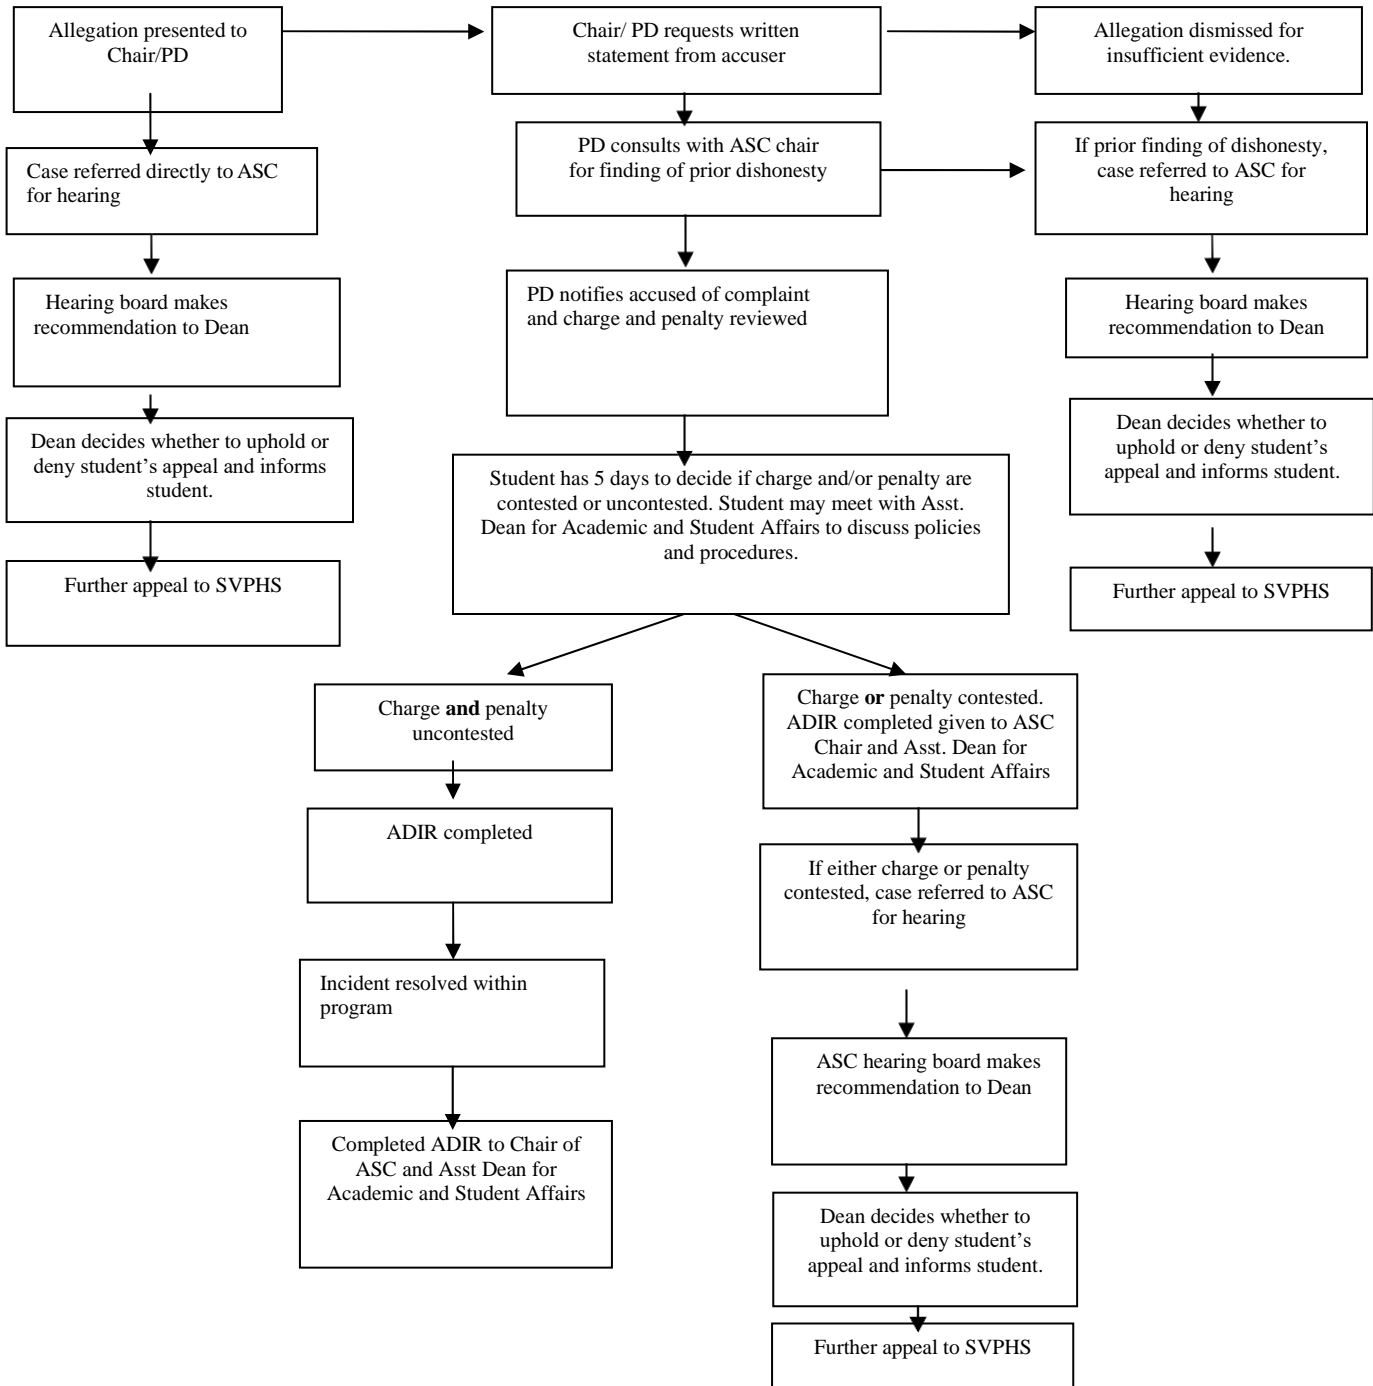 Allegation presented to
Chair/PD
Chair/ PD requests written
statement from accuser
Allegation dismissed for
insufficient evidence.
Case referred directly to ASC
for hearing
PD consults with ASC chair
for finding of prior dishonesty
If prior finding of dishonesty,
case referred to ASC for
hearing
Hearing board makes
recommendation to Dean
PD notifies accused of complaint
and charge and penalty reviewed
Hearing board makes
recommendation to Dean
Dean decides whether to uphold or
deny student’s appeal and informs
student.
Student has 5 days to decide if charge and/or penalty are
contested or uncontested. Student may meet with Asst.
Dean for Academic and Student Affairs to discuss policies
and procedures.
Dean decides whether to
uphold or deny student’s
appeal and informs student.
Further appeal to SVPHS
Further appeal to SVPHS
Charge and penalty
uncontested
Charge or penalty contested.
ADIR completed given to ASC
Chair and Asst. Dean for
Academic and Student Affairs
ADIR completed
If either charge or penalty
contested, case referred to ASC
for hearing
Incident resolved within
program
ASC hearing board makes
recommendation to Dean
Completed ADIR to Chair of
ASC and Asst Dean for
Academic and Student Affairs
Dean decides whether to
uphold or deny student’s
appeal and informs student.
Further appeal to SVPHS